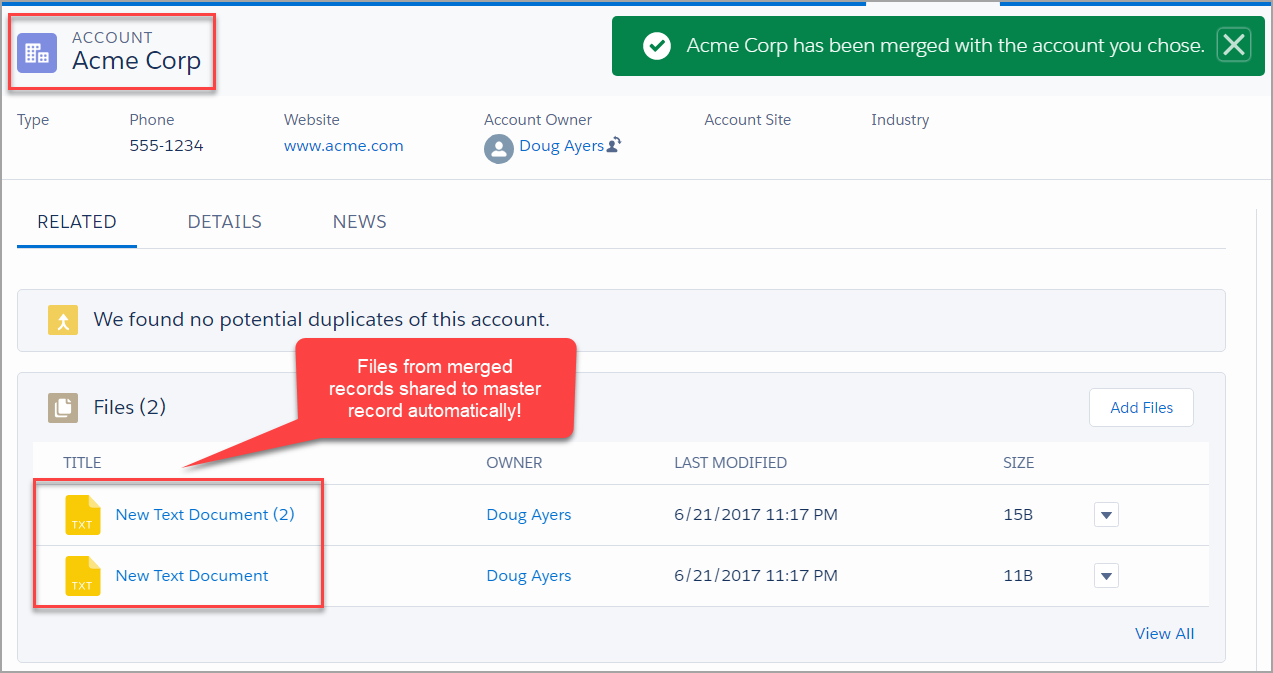 ACCOUNT
Acme Corp
Acme Corp has been merged with the account you chose.
Type Phone Website Account Owner Account Site Industry
555-1234 www.acme.com Doug Ayers
RELATED DETAILS NEWS
We found no potential duplicates of this account.
Files from merged
records shared to master
record automatically!
Files (2) Add Files
TITLE OWNER LAST MODIFIED SIZE
TXT New Text Document (2) Doug Ayers 6/21/2017 11:17 PM 15B
TXT New Text Document Doug Ayers 6/21/2017 11:17 PM 11B
View All